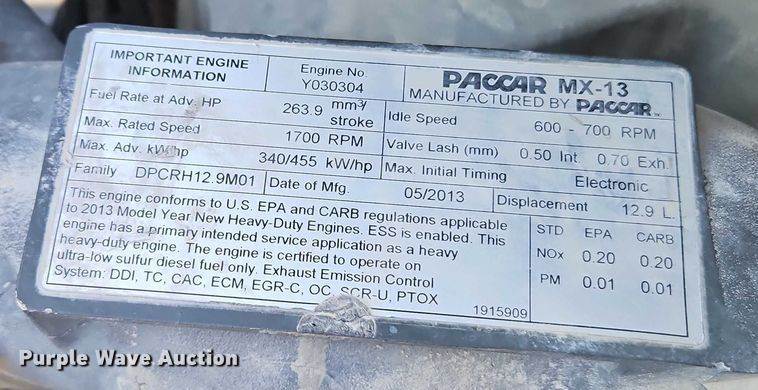 IMPORTANT ENGINE
INFORMATION
Engine No.
Y030304
PACCAR MX-13
MANUFACTURED BY PACCAR
Fuel Rate at Adv. HP
263.9 mm³/
stroke
Idle Speed
600 - 700 RPM
Max. Rated Speed
1700 RPM
Valve Lash (mm)
0.50 Int. 0.70 Exh.
Max. Adv. kW/hp
340/455 kW/hp
Max. Initial Timing
Electronic
Family DPCRH12.9M01
Date of Mfg. 05/2013
Displacement 12.9 L.
This engine conforms to U.S. EPA and CARB regulations applicable
to 2013 Model Year New Heavy-Duty Engines. ESS is enabled. This
engine has a primary intended service application as a heavy
heavy-duty engine. The engine is certified to operate on
ultra-low sulfur diesel fuel only. Exhaust Emission Control
System: DDI, TC, CAC, ECM, EGR-C, OC, SCR-U, PTOX
STD EPA CARB
NOx 0.20 0.20
PM 0.01 0.01
1915909
Purple Wave Auction